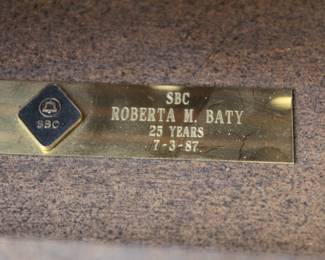 SBC
SBC
ROBERTA M. BATY
25 YEARS
7-3-87